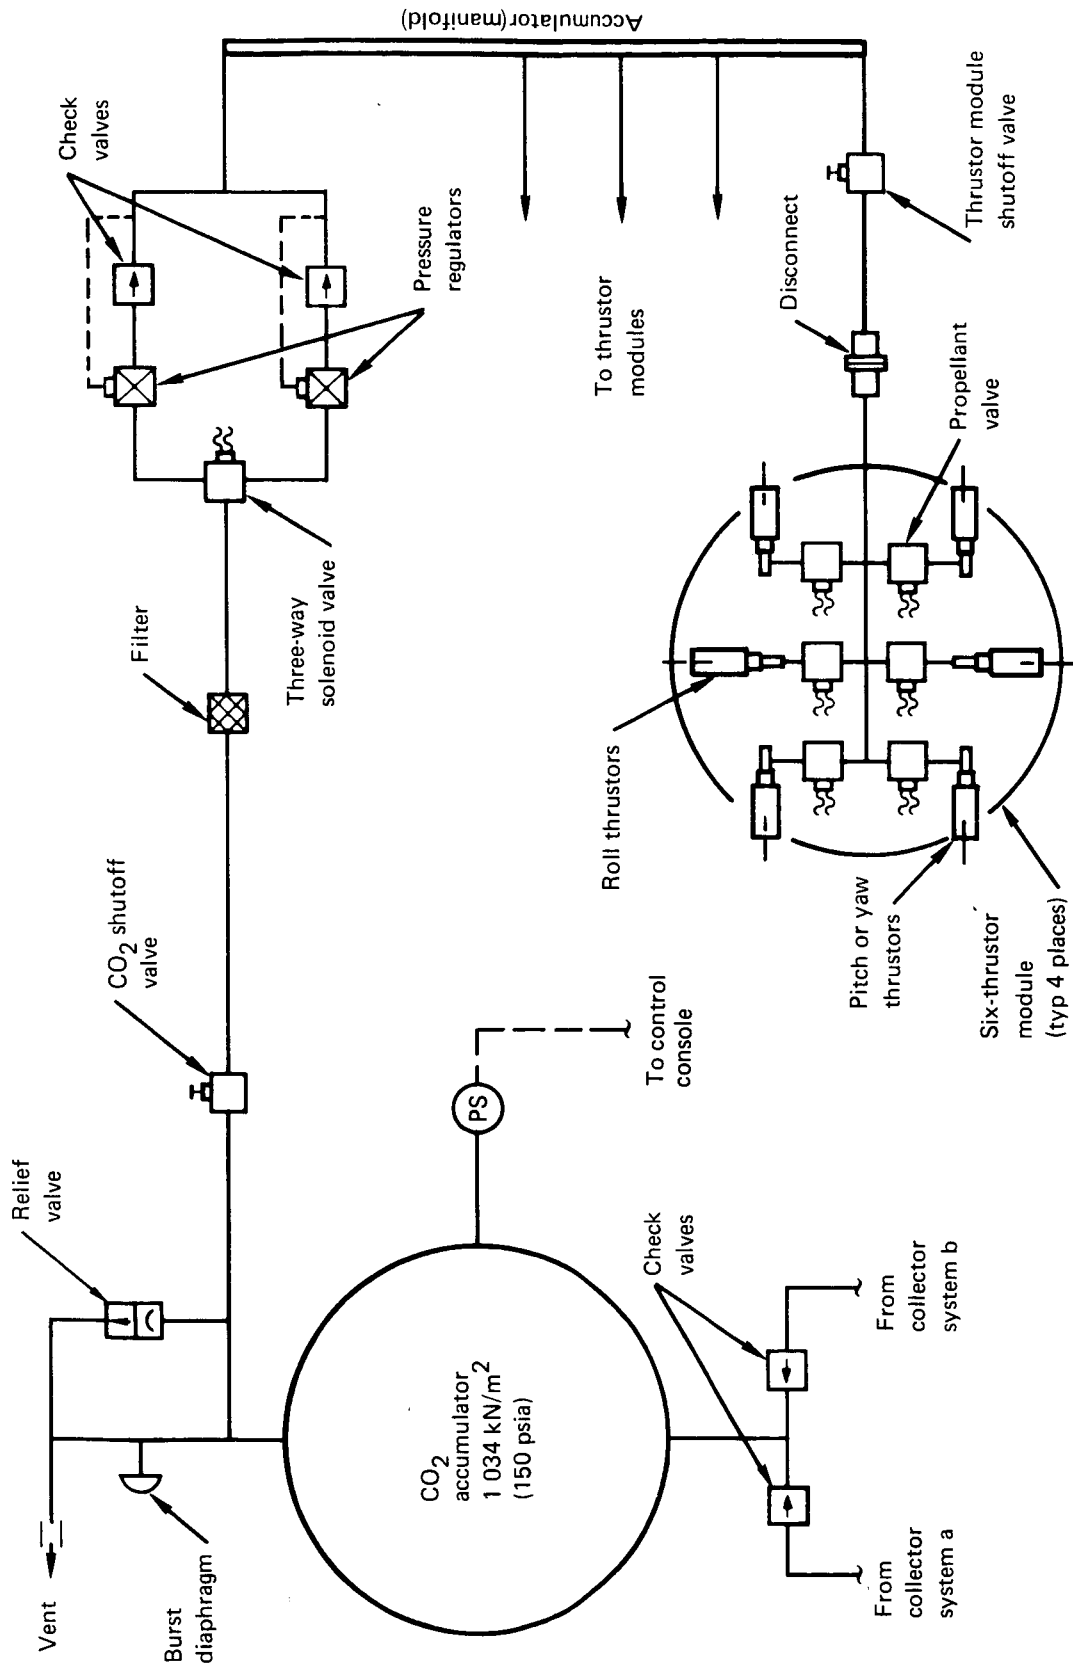 Vent
Burst
diaphragm
Relief
valve
CO2 shutoff
valve
Filter
Three-way
solenoid valve
Check
valves
Pressure
regulators
Accumulator (manifold)
CO2
accumulator
1 034 kN/m2
(150 psia)
PS
To control
console
Check
valves
From
collector
system a
From
collector
system b
To thrustor
modules
Disconnect
Thrustor module
shutoff valve
Propellant
valve
Roll thrustors
Pitch or yaw
thrustors
Six-thrustor
module
(typ 4 places)